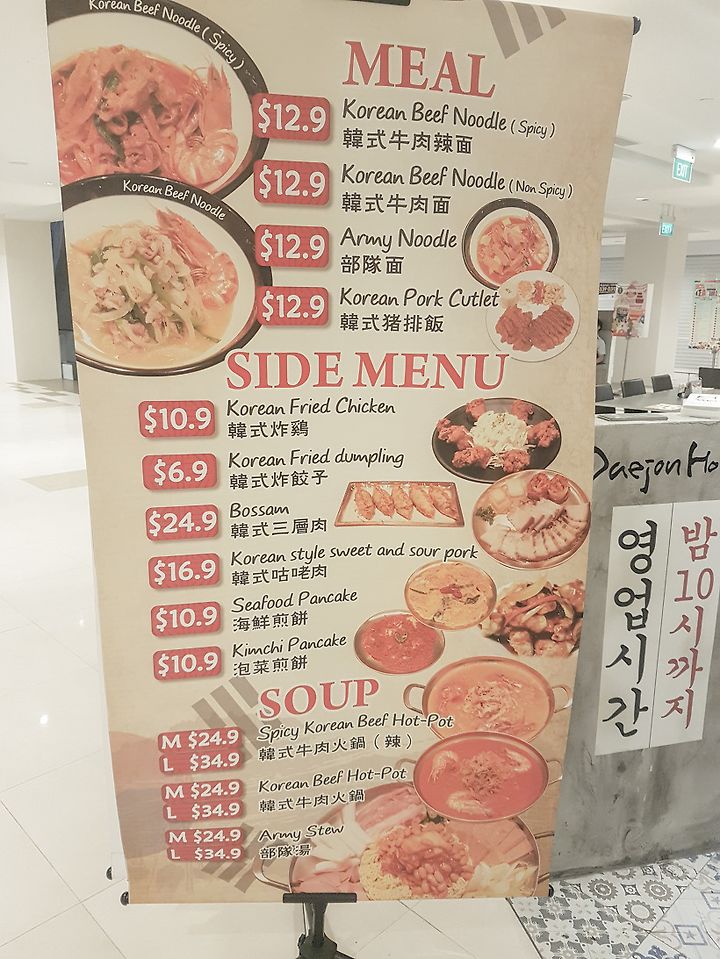 Korean Beef Noodle ( Spicy )
Korean Beef Noodle
MEAL
$12.9 Korean Beef Noodle ( Spicy )
韓式牛肉辣面
$12.9 Korean Beef Noodle ( Non Spicy )
韓式牛肉面
$12.9 Army Noodle
部隊面
$12.9 Korean Pork Cutlet
韓式猪排飯
SIDE MENU
$10.9 Korean Fried Chicken
韓式炸鷄
$6.9 Korean Fried dumpling
韓式炸餃子
$24.9 Bossam
韓式三層肉
$16.9 Korean style sweet and sour pork
韓式咕咾肉
$10.9 Seafood Pancake
海鮮煎餅
$10.9 Kimchi Pancake
泡菜煎餅
SOUP
M $24.9 Spicy Korean Beef Hot-Pot
L $34.9 韓式牛肉火鍋（辣）
M $24.9 Korean Beef Hot-Pot
L $34.9 韓式牛肉火鍋
M $24.9 Army Stew
L $34.9 部隊湯
EXIT
EXIT
Daejon Ho
영업시간
밤10시까지